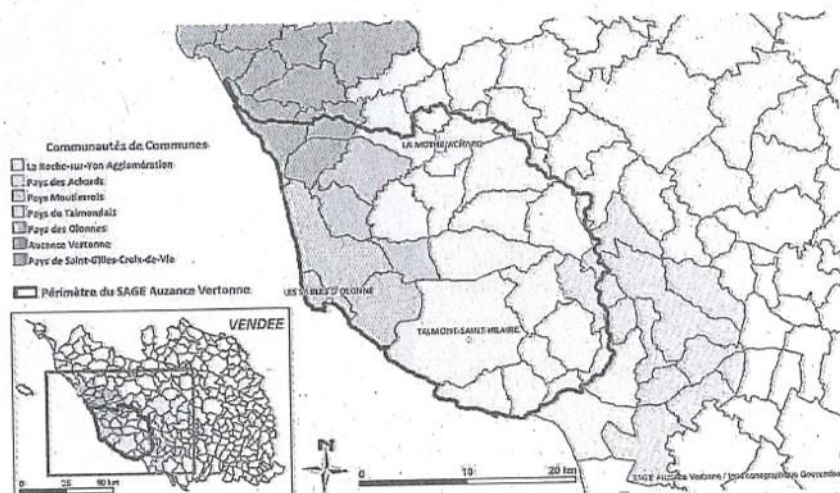 Communautés de Communes
La Roche-sur-Yon Agglomération
Pays des Achards
Pays Moutierrois
Pays du Talmondais
Pays des Olonnes
Auzance Vertonne
Pays de Saint-Gilles-Croix-de-Vie
Périmètre du SAGE Auzance Vertonne
LA MOTHE ACHARD
LES SABLES D'OLONNE
TALMONT-SAINT-HILAIRE
VENDEE
0 25 50 km
N
0 10 20 km
SAGE Auzance Vertonne / fond cartographique